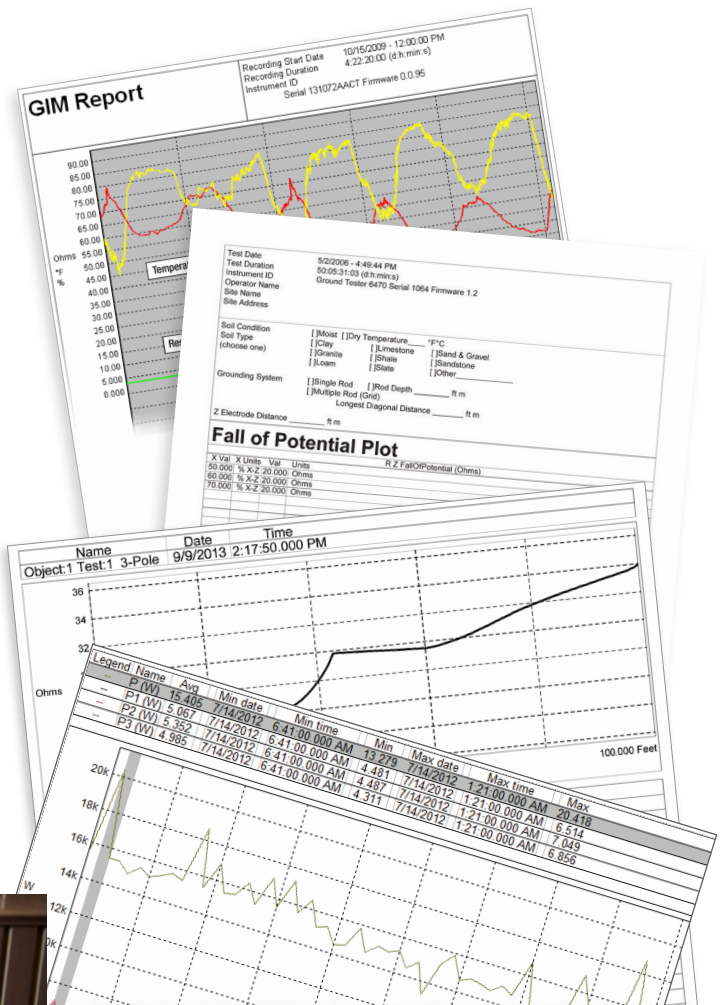 GIM Report
Recording Start Date 10/15/2009 - 12:00:00 PM
Recording Duration 4:22:20:00 (d:h:min:s)
Instrument ID
Serial 131072AACT Firmware 0.0.95
90.00
85.00
80.00
75.00
70.00
65.00
60.00
Ohms 55.00
°F 50.00
% 45.00
40.00
35.00
30.00
25.00
20.00
15.00
10.00
5.000
0.000
Test Date 5/2/2006 - 4:49:44 PM
Test Duration 50:05:31:03 (d:h:min:s)
Instrument ID Ground Tester 6470 Serial 1064 Firmware 1.2
Operator Name
Site Name
Site Address
Soil Condition [ ]Moist [ ]Dry Temperature____ °F°C
Soil Type [ ]Clay [ ]Limestone [ ]Sand & Gravel
(choose one) [ ]Granite [ ]Shale [ ]Sandstone
[ ]Loam [ ]Slate [ ]Other____________
Grounding System [ ]Single Rod [ ]Rod Depth ________ ft m
[ ]Multiple Rod (Grid)
Longest Diagonal Distance ________ ft m
Z Electrode Distance ________ ft m
Fall of Potential Plot
X Val X Units Val Units R Z FallOfPotential (Ohms)
50.000 % X-Z 20.000 Ohms
60.000 % X-Z 20.000 Ohms
70.000 % X-Z 20.000 Ohms
Name Date Time
Object:1 Test:1 3-Pole 9/9/2013 2:17:50.000 PM
36
34
32
Ohms
100.000 Feet
Legend Name Avg Min date Min time Min Max date Max time Max
P (W) 15.405 7/14/2012 6:41:00.000 AM 13.279 7/14/2012 1:21:00.000 AM 20.418
P1 (W) 5.067 7/14/2012 6:41:00.000 AM 4.481 7/14/2012 1:21:00.000 AM 6.514
P2 (W) 5.352 7/14/2012 6:41:00.000 AM 4.487 7/14/2012 1:21:00.000 AM 7.049
P3 (W) 4.985 7/14/2012 6:41:00.000 AM 4.311 7/14/2012 1:21:00.000 AM 6.856
20k
18k
16k
14k
W
12k